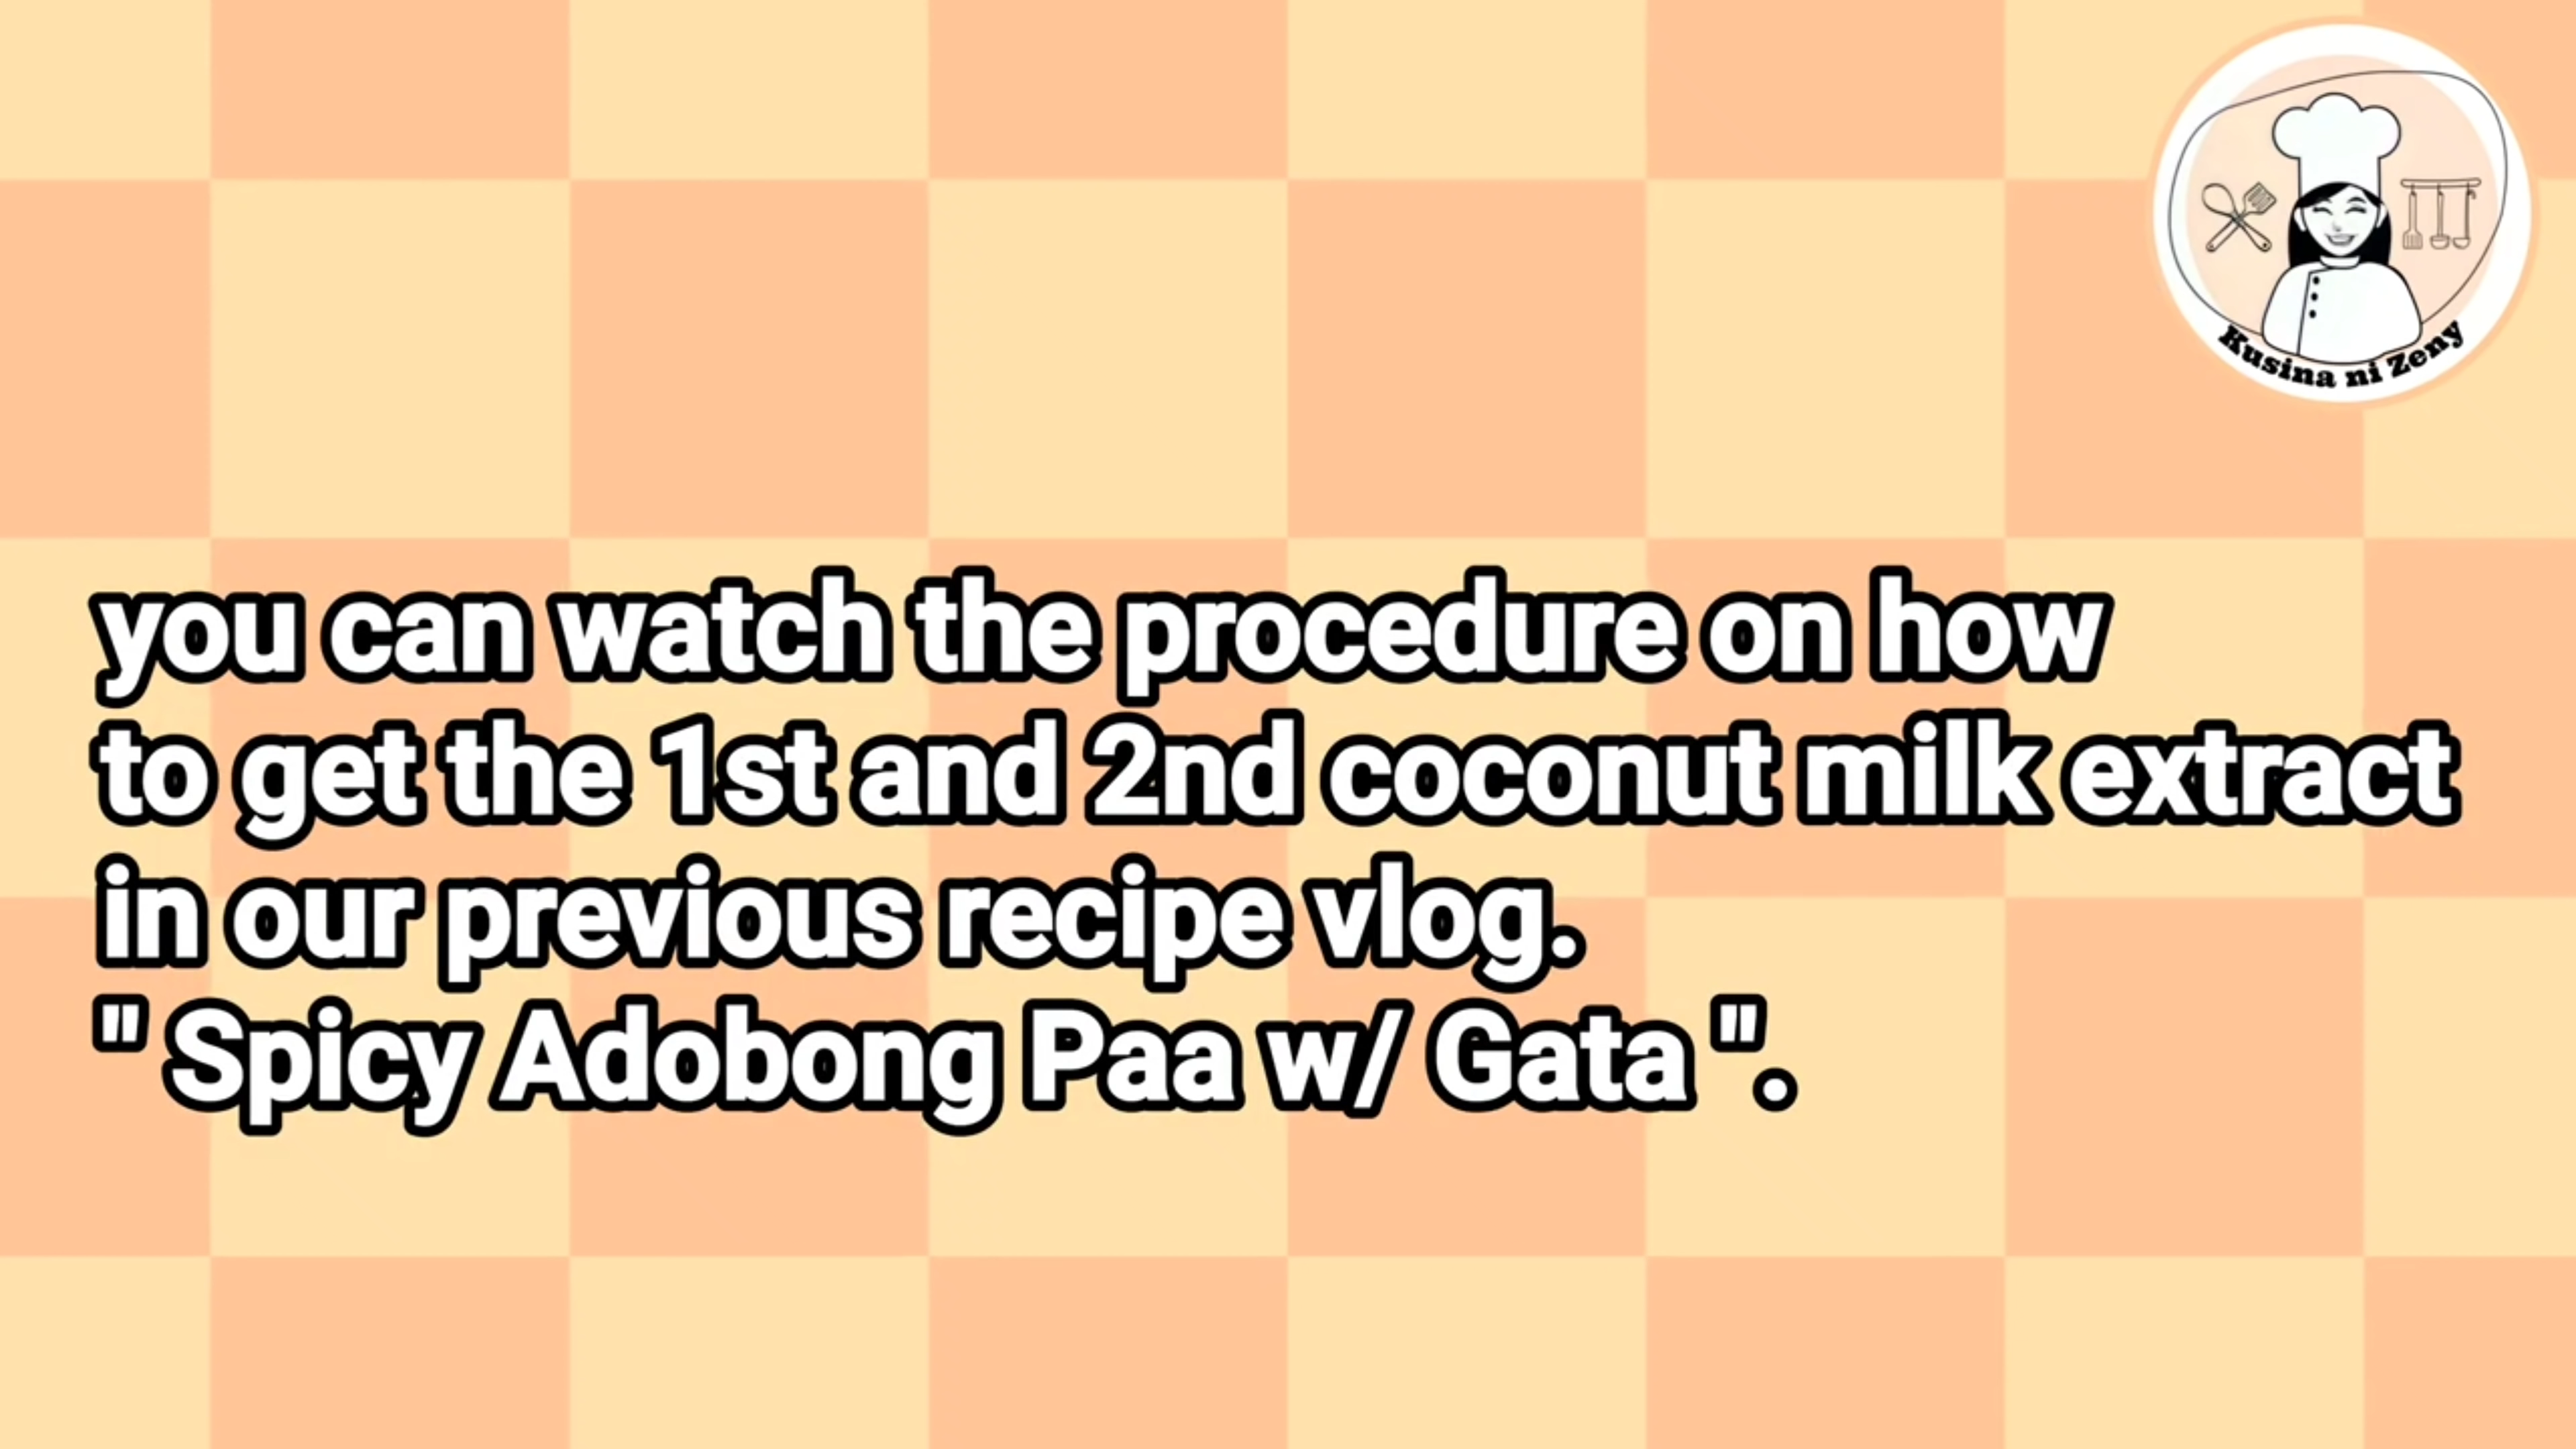 Kusina ni Zeny
you can watch the procedure on how
to get the 1st and 2nd coconut milk extract
in our previous recipe vlog.
" Spicy Adobong Paa w/ Gata ".